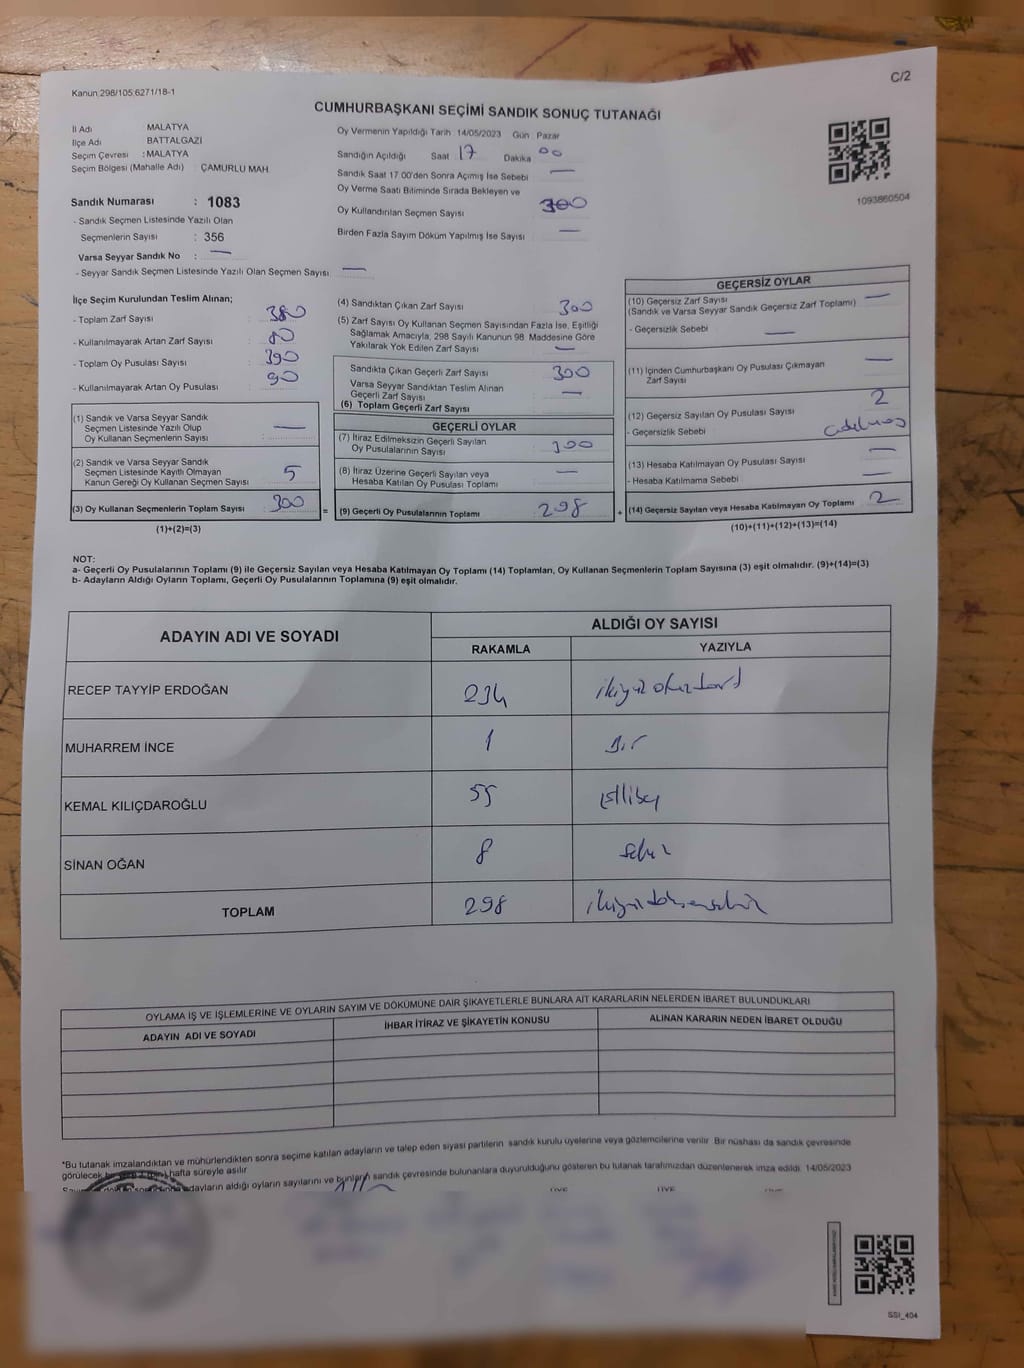 C/2
Kanun 298/105,6271/18-1
CUMHURBAŞKANI SEÇİMİ SANDIK SONUÇ TUTANAĞI
İl Adı MALATYA
İlçe Adı BATTALGAZİ
Seçim Çevresi : MALATYA
Seçim Bölgesi (Mahalle Adı) ÇAMURLU MAH
Sandık Numarası : 1083
- Sandık Seçmen Listesinde Yazılı Olan
Seçmenlerin Sayısı : 356
Varsa Seyyar Sandık No : —
- Seyyar Sandık Seçmen Listesinde Yazılı Olan Seçmen Sayısı —
Oy Vermenin Yapıldığı Tarih 14/05/2023 Gün Pazar
Sandığın Açıldığı Saat 17 Dakika 00
Sandık Saat 17.00'den Sonra Açımış İse Sebebi —
Oy Verme Saati Bitiminde Sırada Bekleyen ve
Oy Kullandırılan Seçmen Sayısı 300
Birden Fazla Sayım Döküm Yapılmış İse Sayısı —
1093860504
İlçe Seçim Kurulundan Teslim Alınan;
- Toplam Zarf Sayısı : 380
- Kullanılmayarak Artan Zarf Sayısı : 80
- Toplam Oy Pusulası Sayısı : 390
- Kullanılmayarak Artan Oy Pusulası : 90
(1) Sandık ve Varsa Seyyar Sandık
Seçmen Listesinde Yazılı Olup
Oy Kullanan Seçmenlerin Sayısı : —
(2) Sandık ve Varsa Seyyar Sandık
Seçmen Listesinde Kayıtlı Olmayan
Kanun Gereği Oy Kullanan Seçmen Sayısı : 5
(3) Oy Kullanan Seçmenlerin Toplam Sayısı 300
(1)+(2)=(3)
=
(4) Sandıktan Çıkan Zarf Sayısı 300
(5) Zarf Sayısı Oy Kullanan Seçmen Sayısından Fazla İse, Eşitliği
Sağlamak Amacıyla, 298 Sayılı Kanunun 98. Maddesine Göre
Yakılarak Yok Edilen Zarf Sayısı —
Sandıkta Çıkan Geçerli Zarf Sayısı 300
Varsa Seyyar Sandıktan Teslim Alınan
Geçerli Zarf Sayısı —
(6) Toplam Geçerli Zarf Sayısı
GEÇERLİ OYLAR
(7) İtiraz Edilmeksizin Geçerli Sayılan
Oy Pusulalarının Sayısı 300
(8) İtiraz Üzerine Geçerli Sayılan veya
Hesaba Katılan Oy Pusulası Toplamı —
(9) Geçerli Oy Pusulalarının Toplamı 298
+
GEÇERSİZ OYLAR
(10) Geçersiz Zarf Sayısı —
(Sandık ve Varsa Seyyar Sandık Geçersiz Zarf Toplamı)
- Geçersizlik Sebebi —
(11) İçinden Cumhurbaşkanı Oy Pusulası Çıkmayan
Zarf Sayısı —
(12) Geçersiz Sayılan Oy Pusulası Sayısı 2
- Geçersizlik Sebebi
(13) Hesaba Katılmayan Oy Pusulası Sayısı —
- Hesaba Katılmama Sebebi —
(14) Geçersiz Sayılan veya Hesaba Katılmayan Oy Toplamı 2
(10)+(11)+(12)+(13)=(14)
NOT:
a- Geçerli Oy Pusulalarının Toplamı (9) ile Geçersiz Sayılan veya Hesaba Katılmayan Oy Toplamı (14) Toplamları, Oy Kullanan Seçmenlerin Toplam Sayısına (3) eşit olmalıdır. (9)+(14)=(3)
b- Adayların Aldığı Oyların Toplamı, Geçerli Oy Pusulalarının Toplamına (9) eşit olmalıdır.
ADAYIN ADI VE SOYADI ALDIĞI OY SAYISI
RAKAMLA YAZIYLA
RECEP TAYYİP ERDOĞAN 234 ikiyüz otuzdört
MUHARREM İNCE 1 Bir
KEMAL KILIÇDAROĞLU 55 Ellibeş
SİNAN OĞAN 8 sekiz
TOPLAM 298 ikiyüzdoksansekiz
OYLAMA İŞ VE İŞLEMLERİNE VE OYLARIN SAYIM VE DÖKÜMÜNE DAİR ŞİKAYETLERLE BUNLARA AİT KARARLARIN NELERDEN İBARET BULUNDUKLARI
ADAYIN ADI VE SOYADI İHBAR İTİRAZ VE ŞİKAYETİN KONUSU ALINAN KARARIN NEDEN İBARET OLDUĞU
*Bu tutanak imzalandıktan ve mühürlendikten sonra seçime katılan adayların ve talep eden siyasi partilerin sandık kurulu üyelerine veya gözlemcilerine verilir. Bir nüshası da sandık çevresinde
görülecek hafta süreyle asılır
adayların aldığı oyların sayılarını ve bunların sandık çevresinde bulunanlara duyurulduğunu gösteren bu tutanak tarafımızdan düzenlenerek imza edildi. 14/05/2023
ÜYE ÜYE
SSI_404